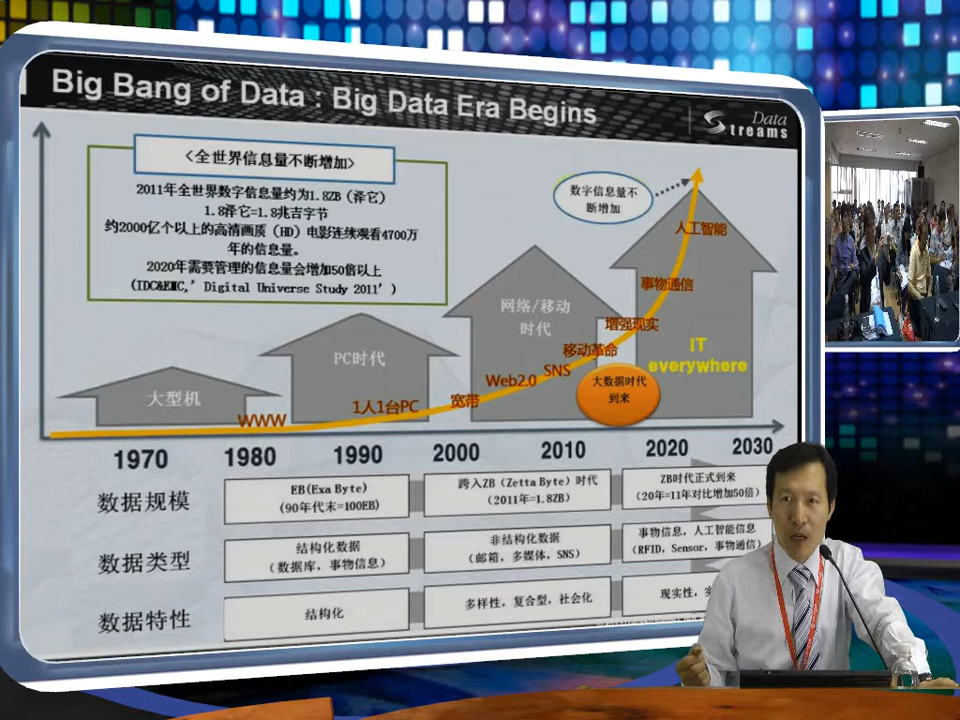 Big Bang of Data : Big Data Era Begins
Data
Streams
<全世界信息量不断增加>
2011年全世界数字信息量约为1.8ZB（泽它）
1.8泽它=1.8兆吉字节
约2000亿个以上的高清画质（HD）电影连续观看4700万
年的信息量。
2020年需要管理的信息量会增加50倍以上
（IDC&EMC,'Digital Universe Study 2011'）
数字信息量不
断增加
人工智能
事物通信
增强现实
移动革命
SNS
Web2.0
宽带
1人1台PC
WWW
大型机
PC时代
网络/移动
时代
IT
everywhere
大数据时代
到来
1970 1980 1990 2000 2010 2020 2030
数据规模
EB(Exa Byte)
(90年代末=100EB)
跨入ZB（Zetta Byte）时代
（2011年=1.8ZB）
ZB时代正式到来
(20年=11年对比增加50倍)
数据类型
结构化数据
（数据库，事物信息）
非结构化数据
（邮箱，多媒体，SNS）
事物信息，人工智能信息
(RFID, Sensor, 事物通信)
数据特性
结构化
多样性，复合型，社会化
现实性，